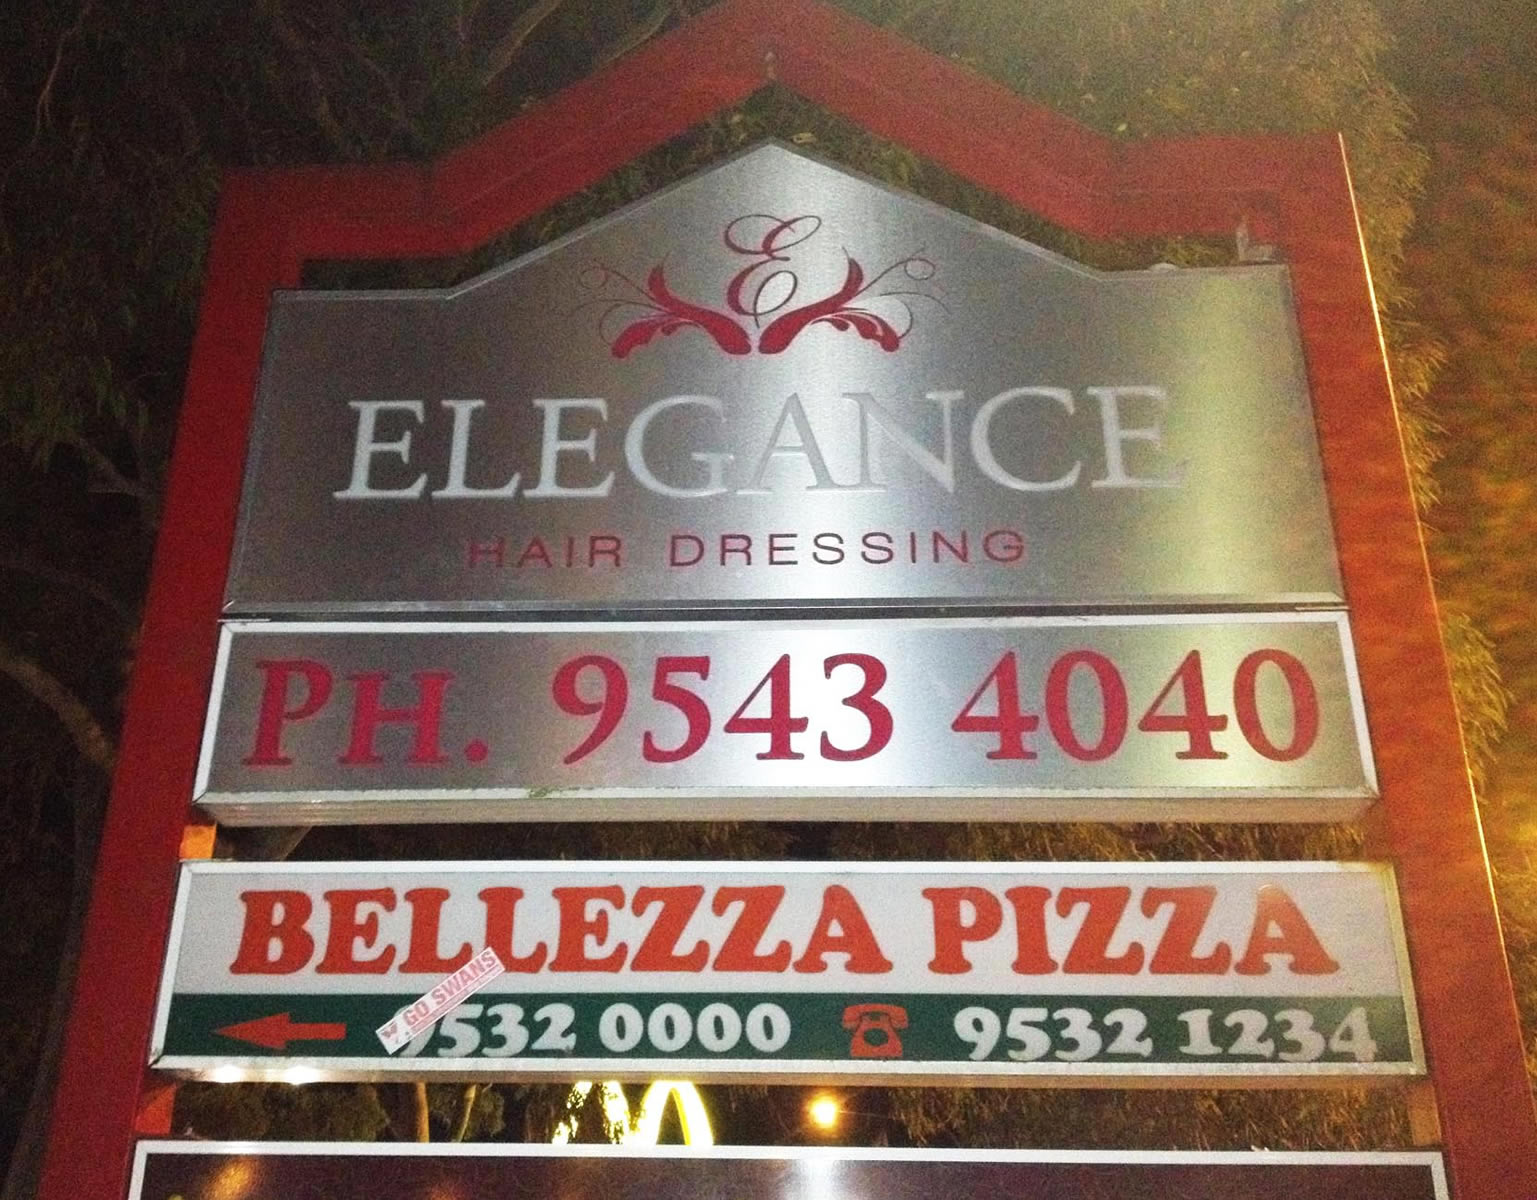 E
ELEGANCE
HAIR DRESSING
PH. 9543 4040
BELLEZZA PIZZA
GO SWANS
9532 0000 9532 1234